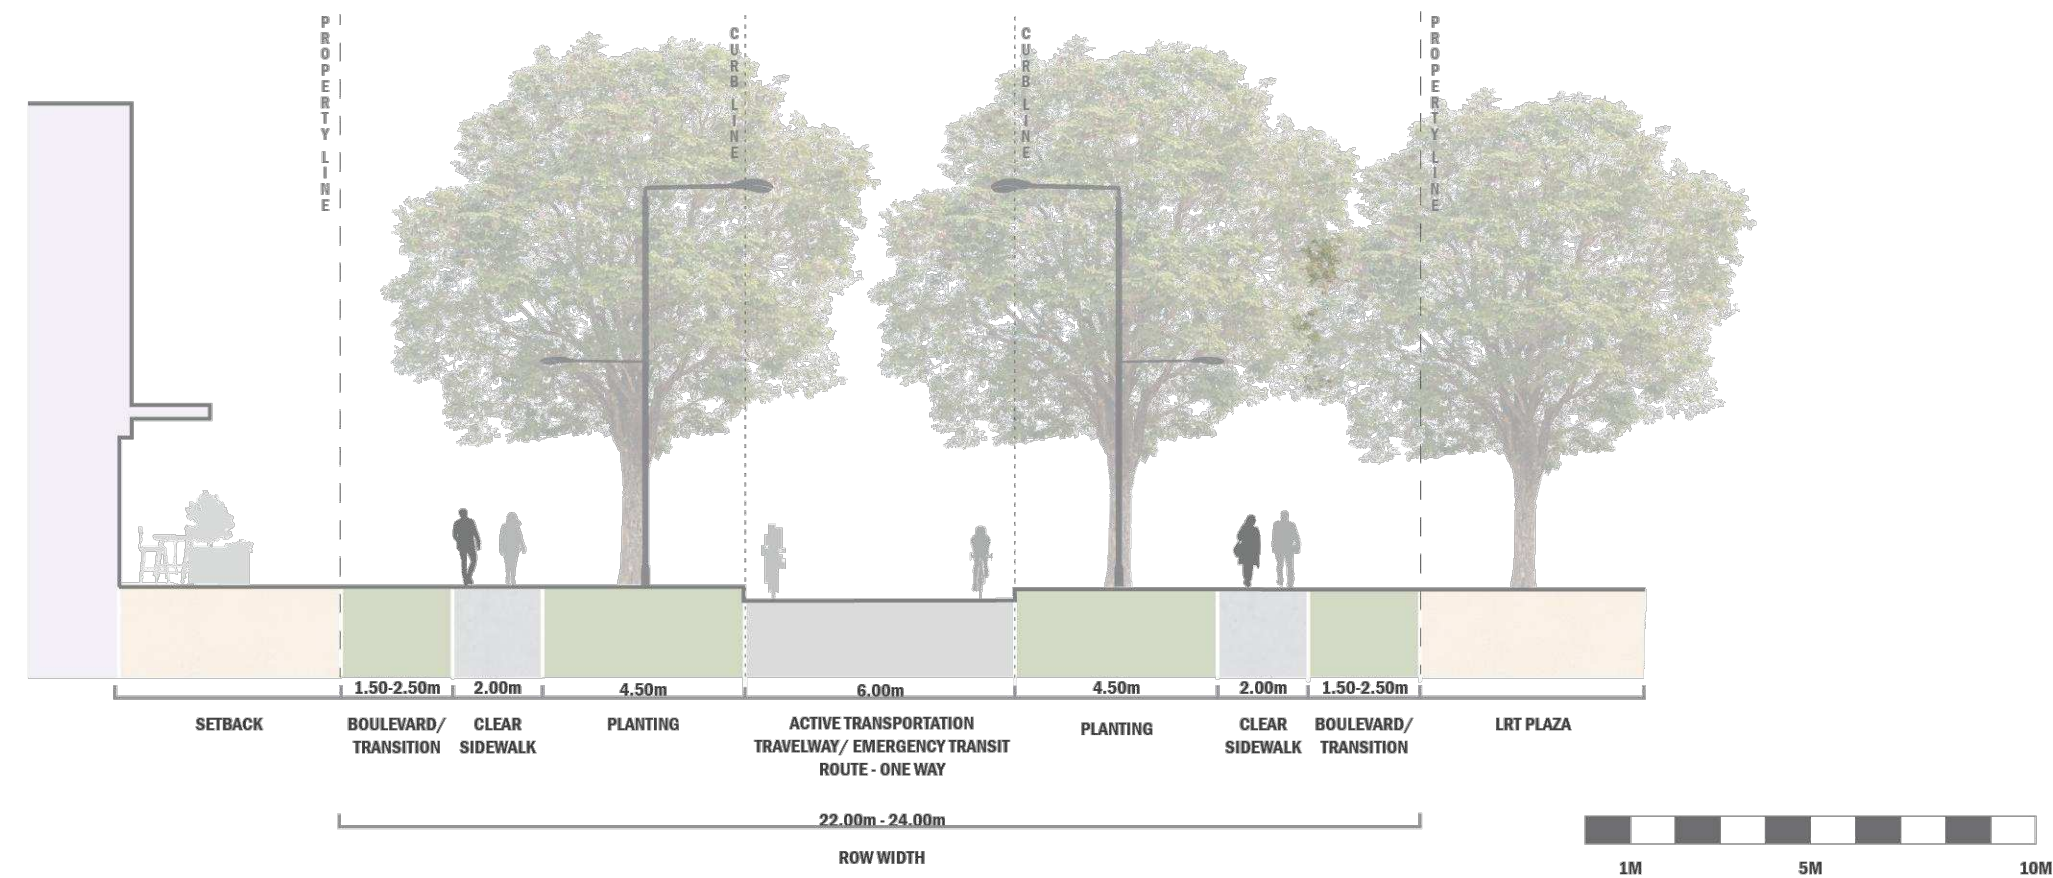 PROPERTY LINE
CURB LINE
CURB LINE
PROPERTY LINE
1.50-2.50m
2.00m
4.50m
6.00m
4.50m
2.00m
1.50-2.50m
SETBACK
BOULEVARD/
TRANSITION
CLEAR
SIDEWALK
PLANTING
ACTIVE TRANSPORTATION
TRAVELWAY/ EMERGENCY TRANSIT
ROUTE - ONE WAY
PLANTING
CLEAR
SIDEWALK
BOULEVARD/
TRANSITION
LRT PLAZA
22.00m - 24.00m
ROW WIDTH
1M
5M
10M